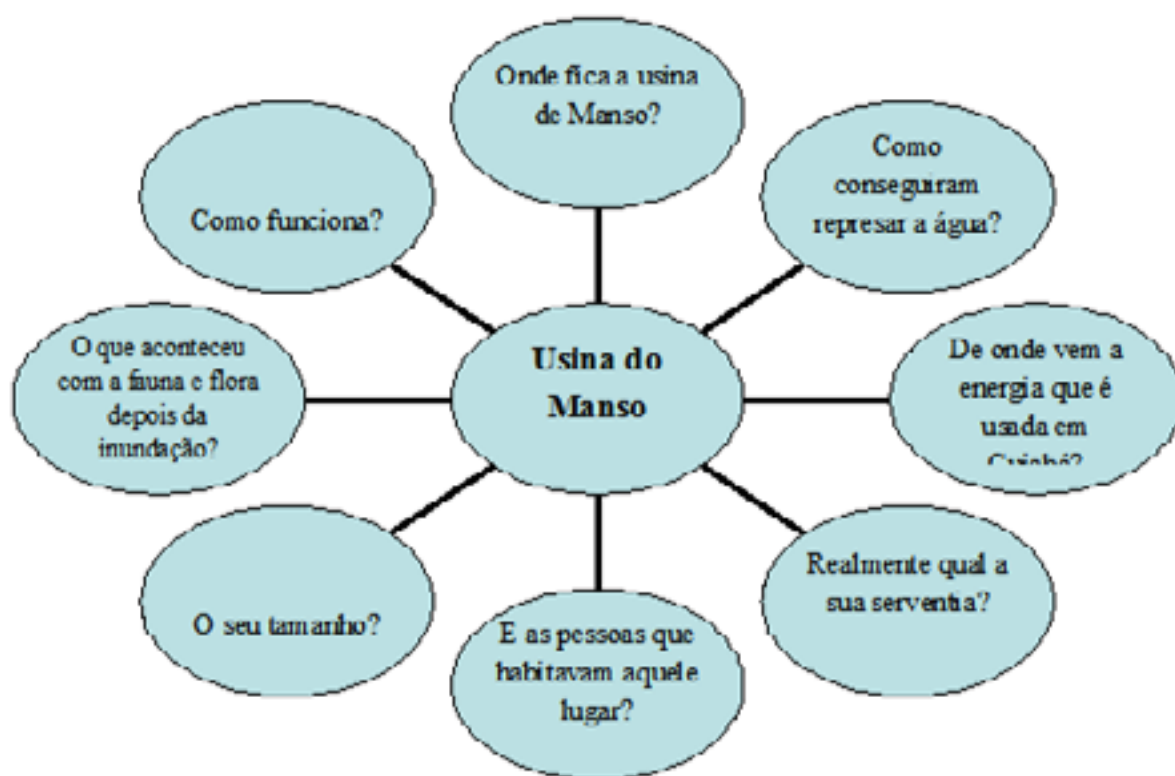 Onde fica a usina
de Manso?
Como
conseguiram
represar a água?
De onde vem a
energia que é
usada em
Cuiabá?
Realmente qual a
sua serventia?
E as pessoas que
habitavam aquele
lugar?
O seu tamanho?
O que aconteceu
com a fauna e flora
depois da
inundação?
Como funciona?
Usina do
Manso